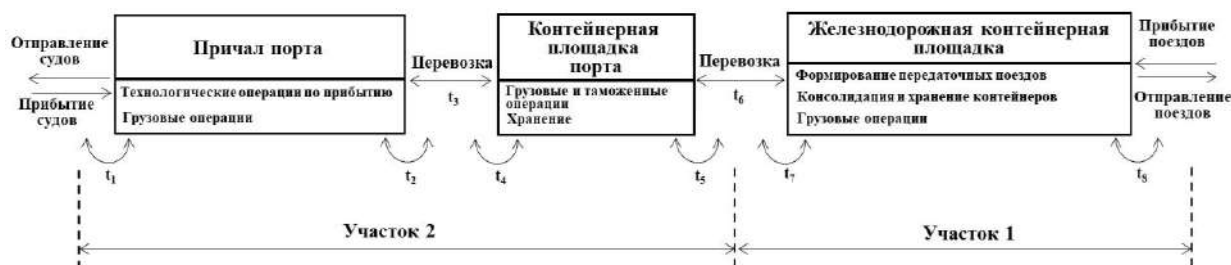 Отправление
судов
Прибытие
судов
Причал порта
Технологические операции по прибытию
Грузовые операции
Перевозка
t3
Контейнерная
площадка
порта
Грузовые и таможенные
операции
Хранение
Перевозка
t6
Железнодорожная контейнерная
площадка
Формирование передаточных поездов
Консолидация и хранение контейнеров
Грузовые операции
Прибытие
поездов
Отправление
поездов
t1
t2
t4
t5
t7
t8
Участок 2
Участок 1